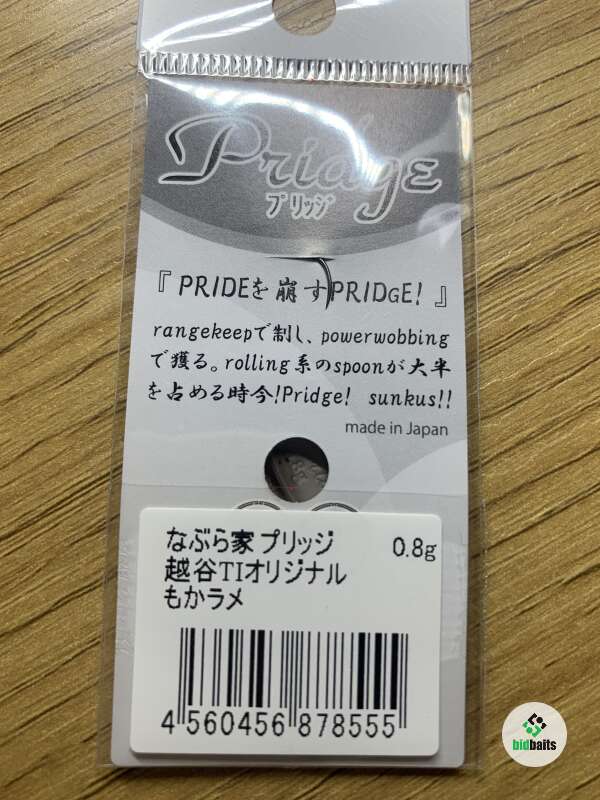 Pridge
プリッジ
『 PRIDEを崩すPRIDGE! 』
rangekeepで制し、powerwobbing
で獲る。rolling系のspoonが大半
を占める時今!Pridge! sunkus!!
made in Japan
なぶら家 プリッジ 0.8g
越谷TIオリジナル
もかラメ
4 560456 878555
bidbaits